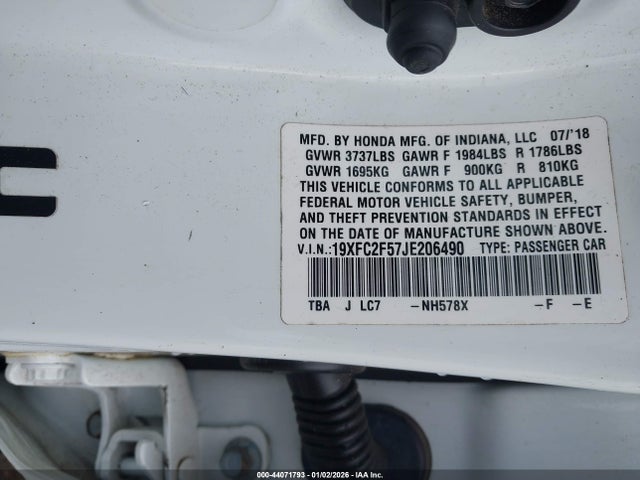 MFD. BY HONDA MFG. OF INDIANA, LLC 07/'18
GVWR 3737LBS GAWR F 1984LBS R 1786LBS
GVWR 1695KG GAWR F 900KG R 810KG
THIS VEHICLE CONFORMS TO ALL APPLICABLE
FEDERAL MOTOR VEHICLE SAFETY, BUMPER,
AND THEFT PREVENTION STANDARDS IN EFFECT
ON THE DATE OF MANUFACTURE SHOWN ABOVE.
V.I.N.:19XFC2F57JE206490 TYPE: PASSENGER CAR
TBA J LC7 -NH578X -F -E
000-44071793 - 01/02/2026 - IAA Inc.